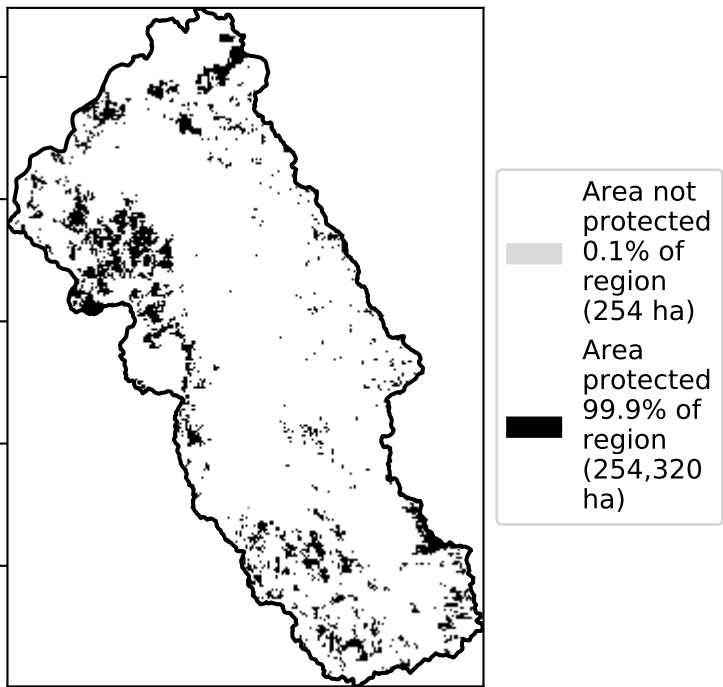 Area not
protected
0.1% of
region
(254 ha)
Area
protected
99.9% of
region
(254,320
ha)